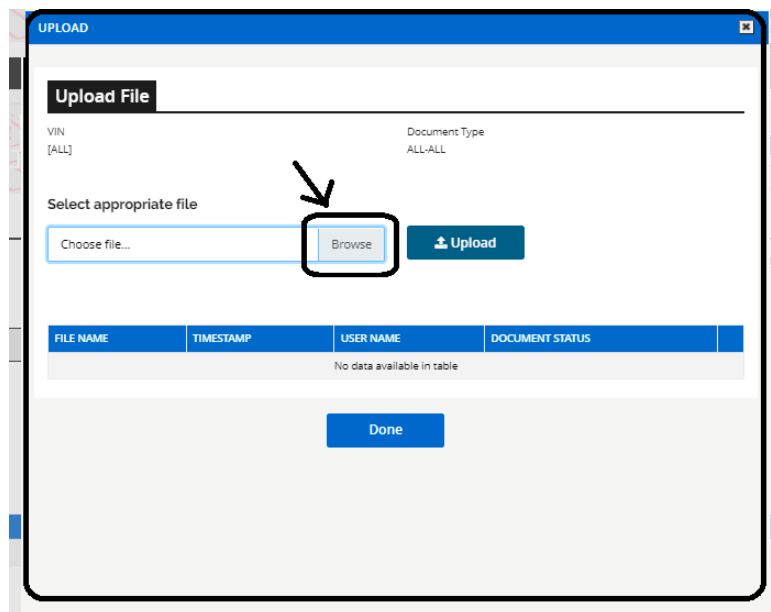 UPLOAD
Upload File
VIN
Document Type
[ALL]
ALL-ALL
Select appropriate file
Choose file...
Browse
Upload
FILE NAME
TIMESTAMP
USER NAME
DOCUMENT STATUS
No data available in table
Done